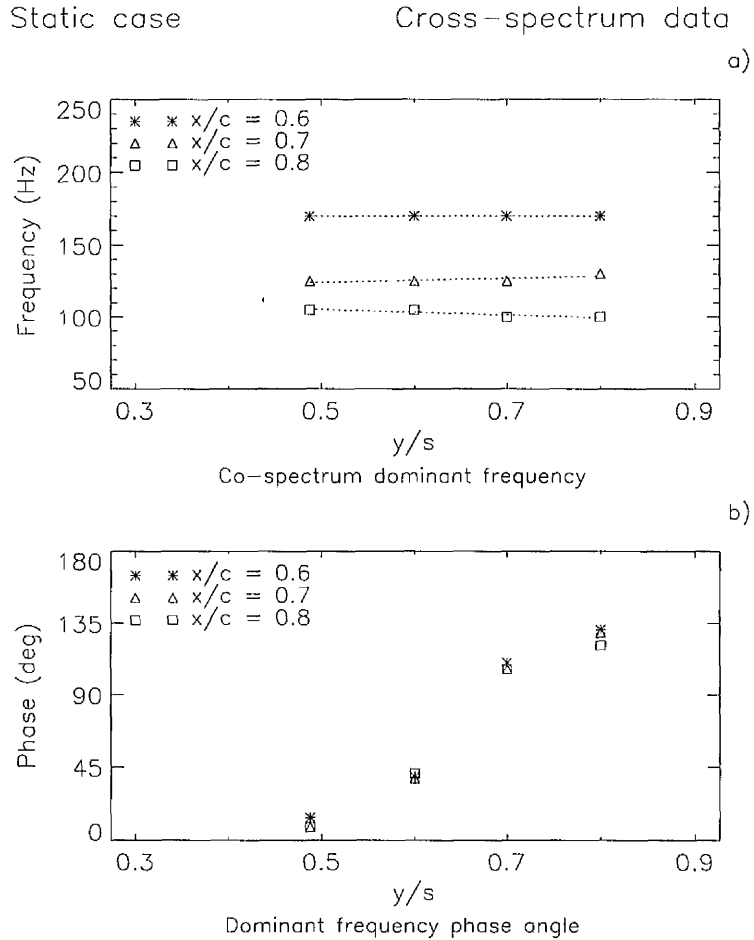 Static case Cross-spectrum data
a)
250
200
150
100
50
Frequency (Hz)
x/c = 0.6
x/c = 0.7
x/c = 0.8
0.3 0.5 0.7 0.9
y/s
Co-spectrum dominant frequency
b)
180
135
90
45
0
Phase (deg)
x/c = 0.6
x/c = 0.7
x/c = 0.8
0.3 0.5 0.7 0.9
y/s
Dominant frequency phase angle